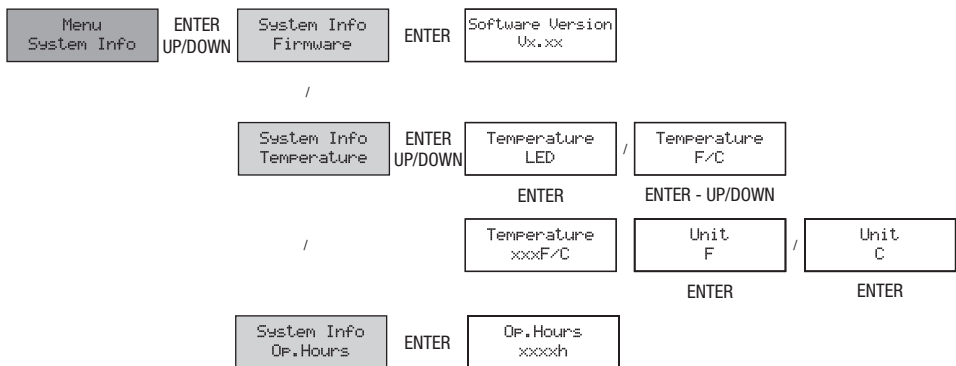 Menu
System Info
ENTER
UP/DOWN
System Info
Firmware
ENTER
Software Version
Vx.xx
/
System Info
Temperature
ENTER
UP/DOWN
Temperature
LED
/
Temperature
F/C
ENTER
ENTER - UP/DOWN
/
Temperature
xxxF/C
Unit
F
/
Unit
C
ENTER
ENTER
System Info
Op.Hours
ENTER
Op.Hours
xxxxh